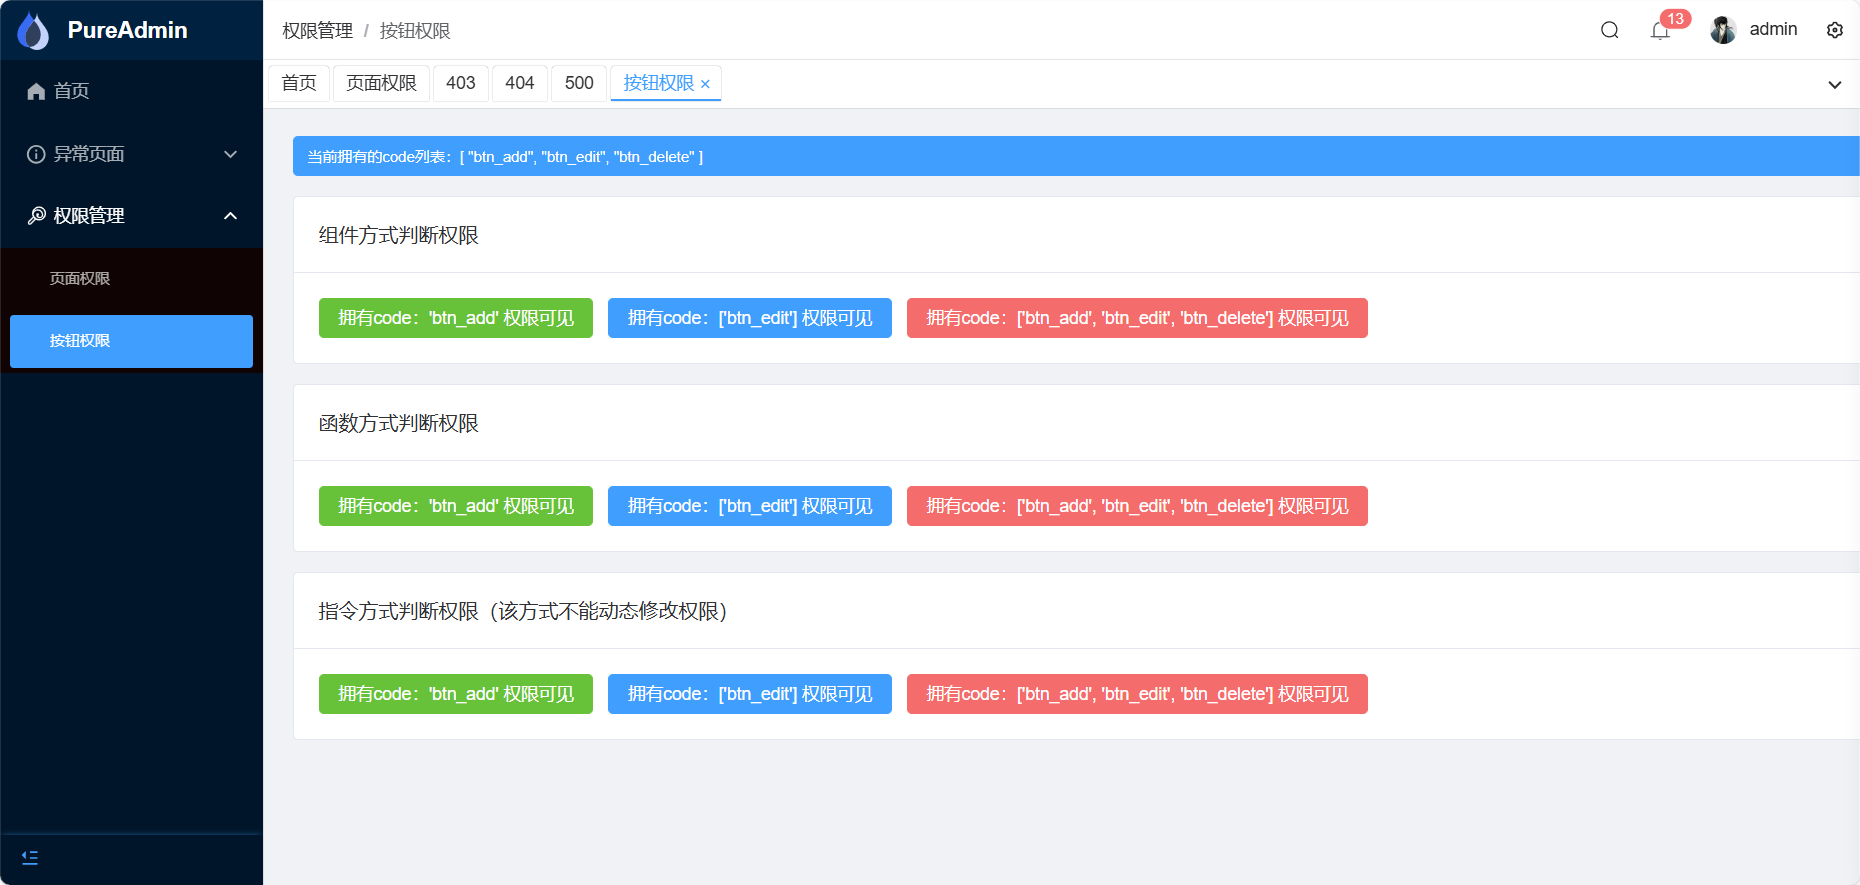 PureAdmin
权限管理 / 按钮权限
13
admin
首页
页面权限
403
404
500
按钮权限 ×
首页
异常页面
权限管理
页面权限
按钮权限
当前拥有的code列表：[ "btn_add", "btn_edit", "btn_delete" ]
组件方式判断权限
拥有code：'btn_add' 权限可见
拥有code：['btn_edit'] 权限可见
拥有code：['btn_add', 'btn_edit', 'btn_delete'] 权限可见
函数方式判断权限
拥有code：'btn_add' 权限可见
拥有code：['btn_edit'] 权限可见
拥有code：['btn_add', 'btn_edit', 'btn_delete'] 权限可见
指令方式判断权限（该方式不能动态修改权限）
拥有code：'btn_add' 权限可见
拥有code：['btn_edit'] 权限可见
拥有code：['btn_add', 'btn_edit', 'btn_delete'] 权限可见